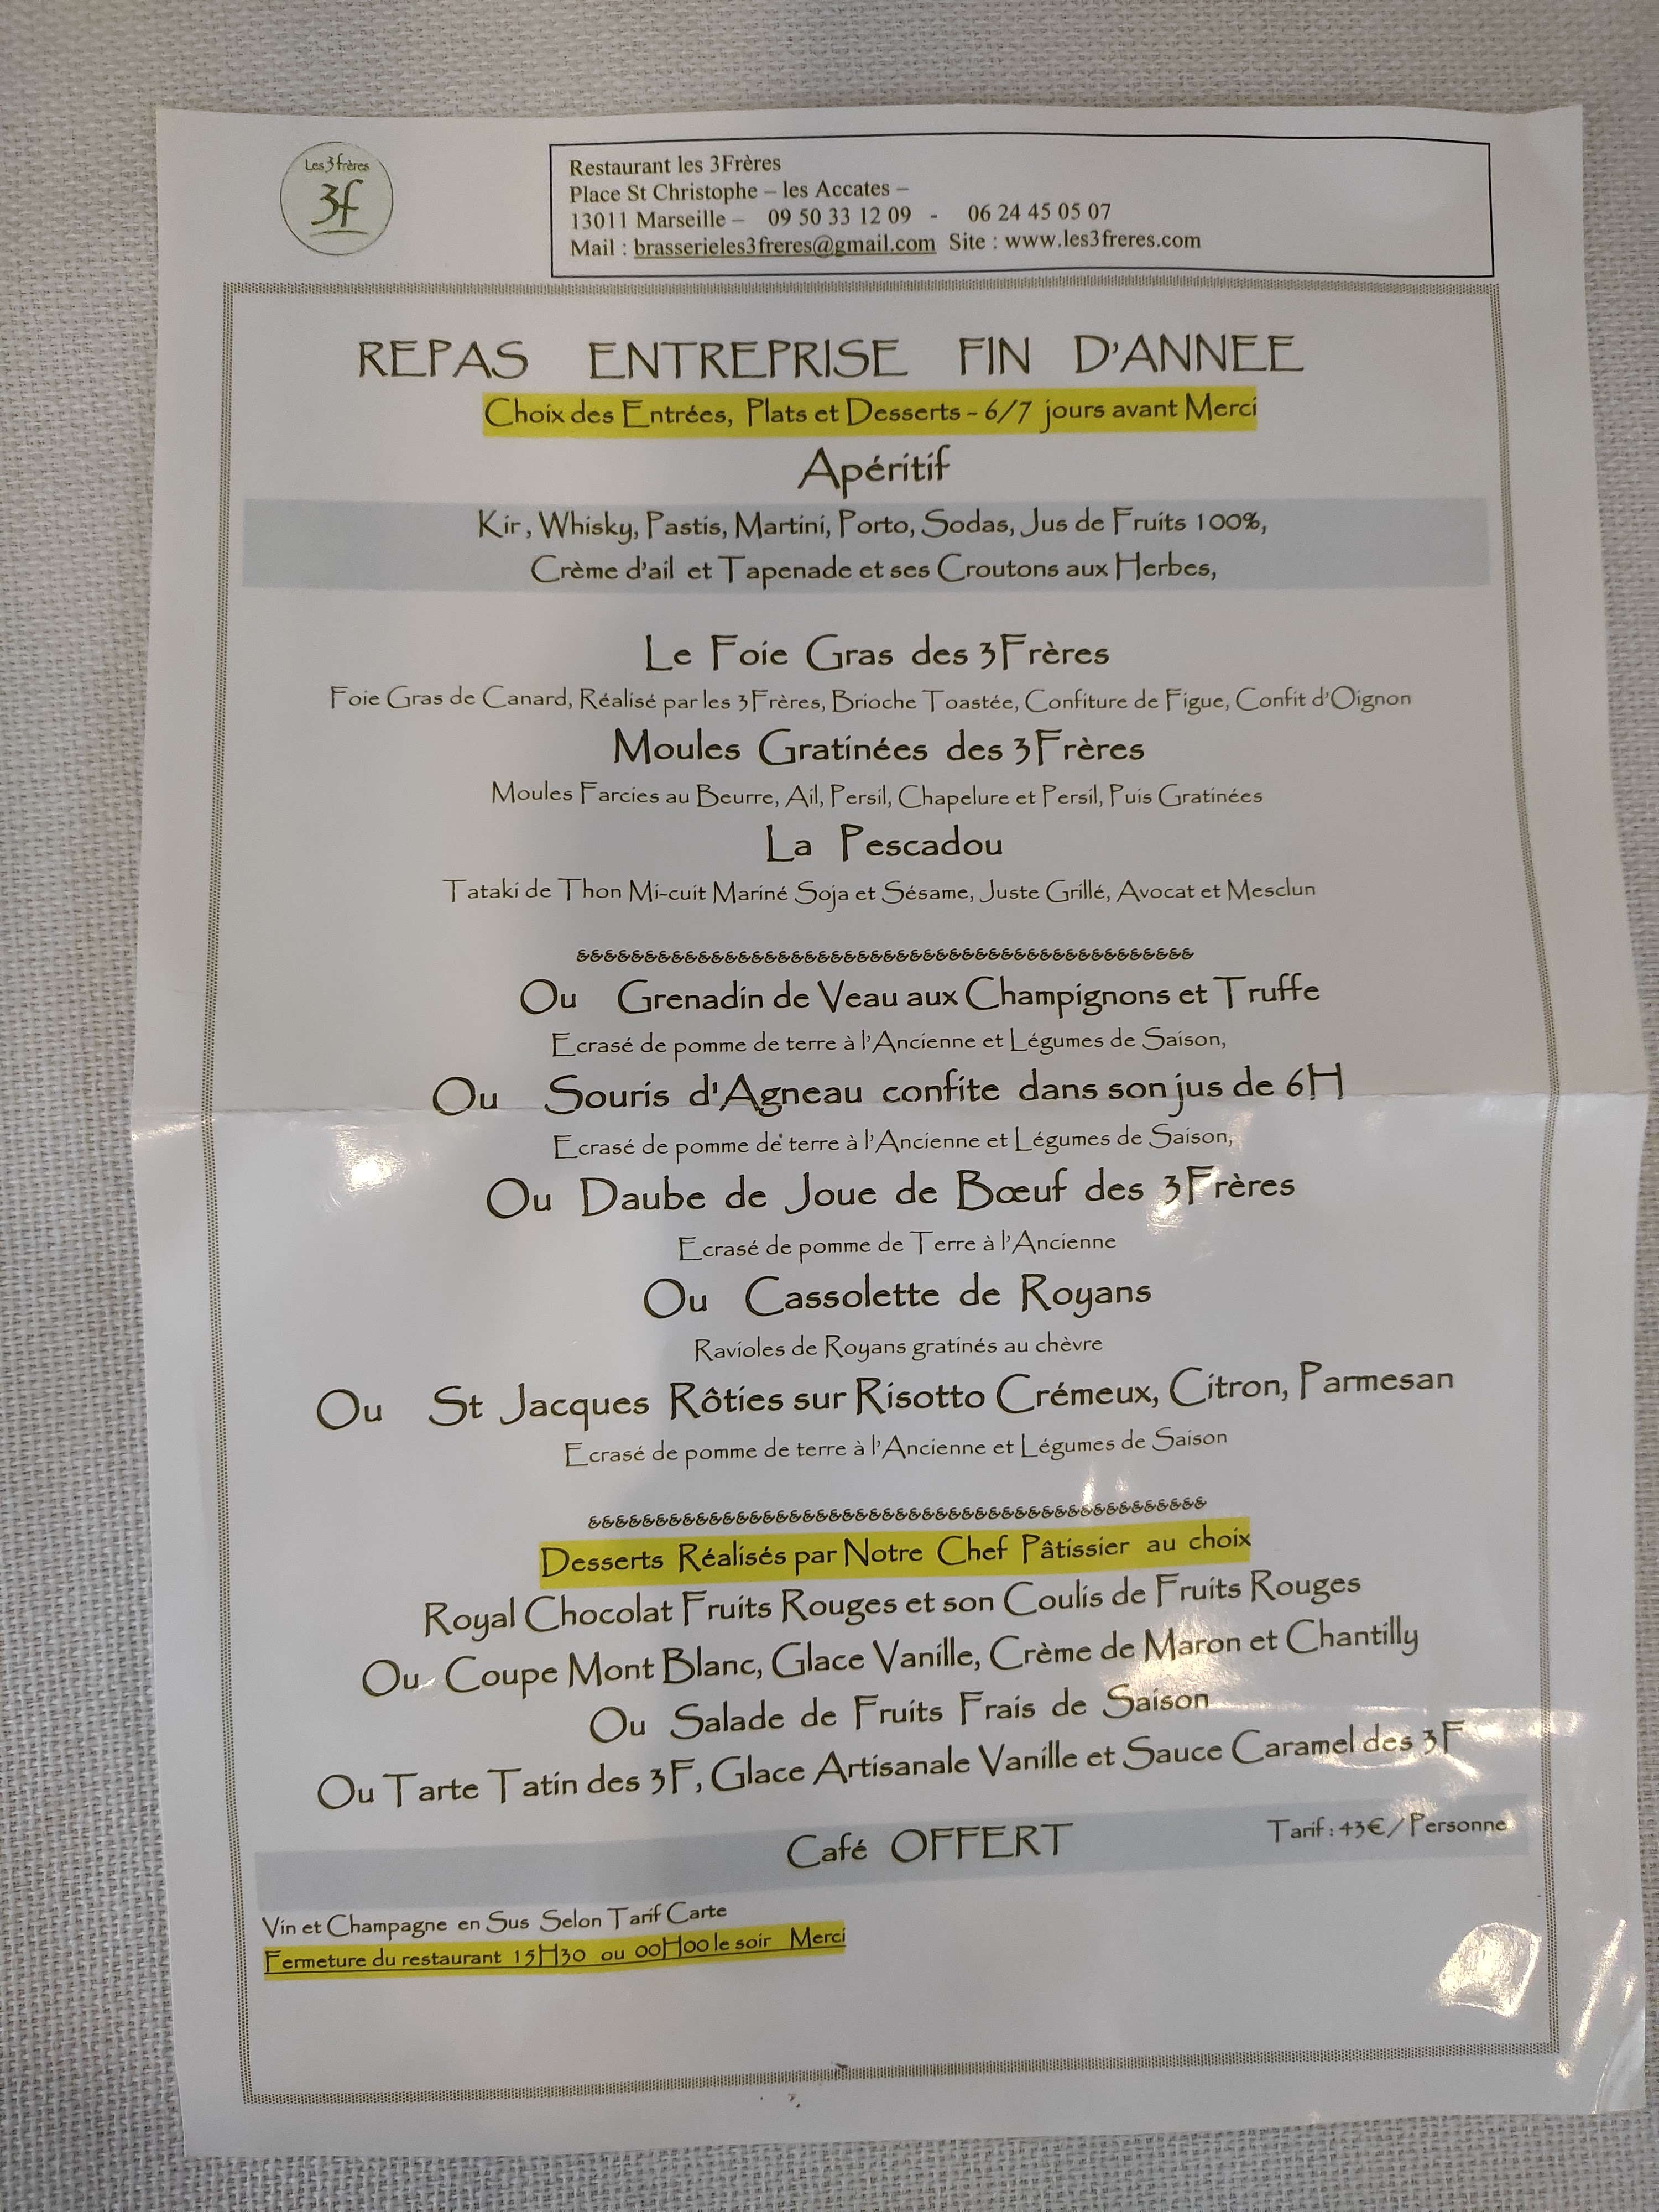 Les 3 frères
3f
Restaurant les 3Frères
Place St Christophe – les Accates –
13011 Marseille – 09 50 33 12 09 - 06 24 45 05 07
Mail : brasserieles3freres@gmail.com Site : www.les3freres.com
REPAS ENTREPRISE FIN D'ANNEE
Choix des Entrées, Plats et Desserts - 6/7 jours avant Merci
Apéritif
Kir, Whisky, Pastis, Martini, Porto, Sodas, Jus de Fruits 100%,
Crème d'ail et Tapenade et ses Croutons aux Herbes,
Le Foie Gras des 3Frères
Foie Gras de Canard, Réalisé par les 3Frères, Brioche Toastée, Confiture de Figue, Confit d'Oignon
Moules Gratinées des 3Frères
Moules Farcies au Beurre, Ail, Persil, Chapelure et Persil, Puis Gratinées
La Pescadou
Tataki de Thon Mi-cuit Mariné Soja et Sésame, Juste Grillé, Avocat et Mesclun
&&&&&&&&&&&&&&&&&&&&&&&&&&&&&&&&&&&&&&&&&&&&&&
Ou Grenadin de Veau aux Champignons et Truffe
Ecrasé de pomme de terre à l'Ancienne et Légumes de Saison,
Ou Souris d'Agneau confite dans son jus de 6H
Ecrasé de pomme de terre à l'Ancienne et Légumes de Saison,
Ou Daube de Joue de Bœuf des 3Frères
Ecrasé de pomme de Terre à l'Ancienne
Ou Cassolette de Royans
Ravioles de Royans gratinés au chèvre
Ou St Jacques Rôties sur Risotto Crémeux, Citron, Parmesan
Ecrasé de pomme de terre à l'Ancienne et Légumes de Saison
&&&&&&&&&&&&&&&&&&&&&&&&&&&&&&&&&&&&&&&&&&&&&&
Desserts Réalisés par Notre Chef Pâtissier au choix
Royal Chocolat Fruits Rouges et son Coulis de Fruits Rouges
Ou Coupe Mont Blanc, Glace Vanille, Crème de Maron et Chantilly
Ou Salade de Fruits Frais de Saison
Ou Tarte Tatin des 3F, Glace Artisanale Vanille et Sauce Caramel des 3F
Café OFFERT Tarif : 43€/Personne
Vin et Champagne en Sus Selon Tarif Carte
Fermeture du restaurant 15H30 ou 00H00 le soir Merci